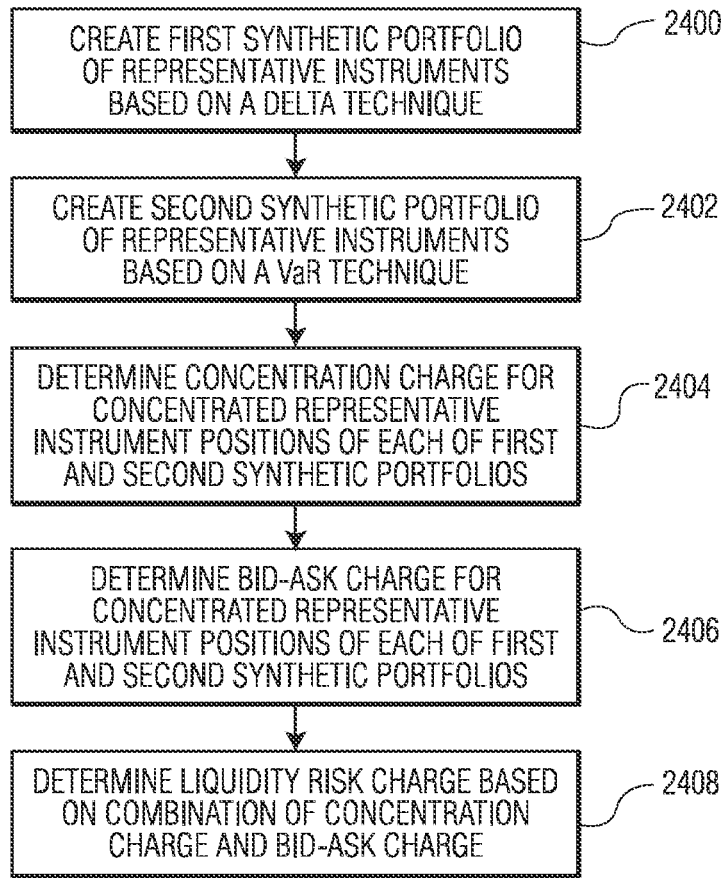 CREATE FIRST SYNTHETIC PORTFOLIO
OF REPRESENTATIVE INSTRUMENTS
BASED ON A DELTA TECHNIQUE
2400
CREATE SECOND SYNTHETIC PORTFOLIO
OF REPRESENTATIVE INSTRUMENTS
BASED ON A VaR TECHNIQUE
2402
DETERMINE CONCENTRATION CHARGE FOR
CONCENTRATED REPRESENTATIVE
INSTRUMENT POSITIONS OF EACH OF FIRST
AND SECOND SYNTHETIC PORTFOLIOS
2404
DETERMINE BID-ASK CHARGE FOR
CONCENTRATED REPRESENTATIVE
INSTRUMENT POSITIONS OF EACH OF FIRST
AND SECOND SYNTHETIC PORTFOLIOS
2406
DETERMINE LIQUIDITY RISK CHARGE BASED
ON COMBINATION OF CONCENTRATION
CHARGE AND BID-ASK CHARGE
2408